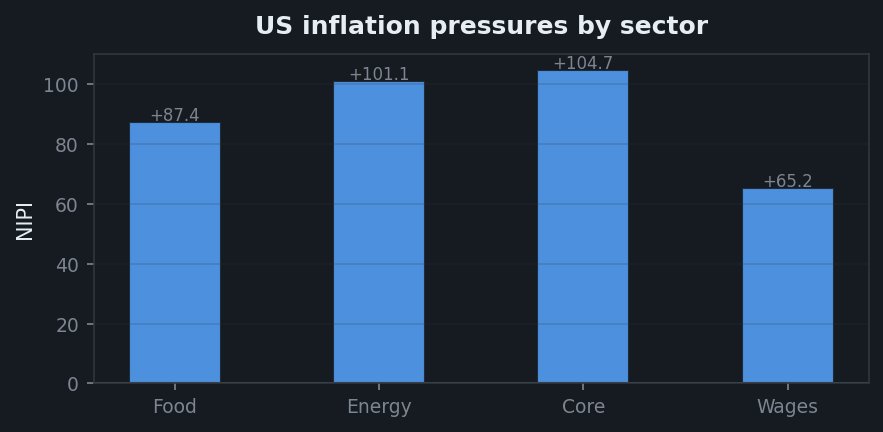 US inflation pressures by sector
NIPI
100
80
60
40
20
0
+87.4
+101.1
+104.7
+65.2
Food
Energy
Core
Wages